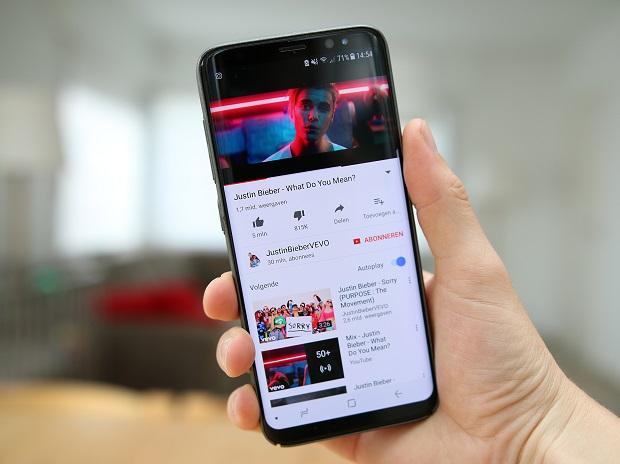 71% 14:54
Justin Bieber - What Do You Mean?
1,7 mld. weergaven
5 mln.
815K
Delen
Toevoegen a...
JustinBieberVEVO
30 mln. abonnees
ABONNEREN
Volgende
Autoplay
SORRY
3:26
vevo
Justin Bieber - Sorry
(PURPOSE : The
Movement)
JustinBieberVEVO
2,6 mld. weergaven
50+
vevo
Mix - Justin
Bieber - What
Do You Mean?
YouTube
Justin Bieber -